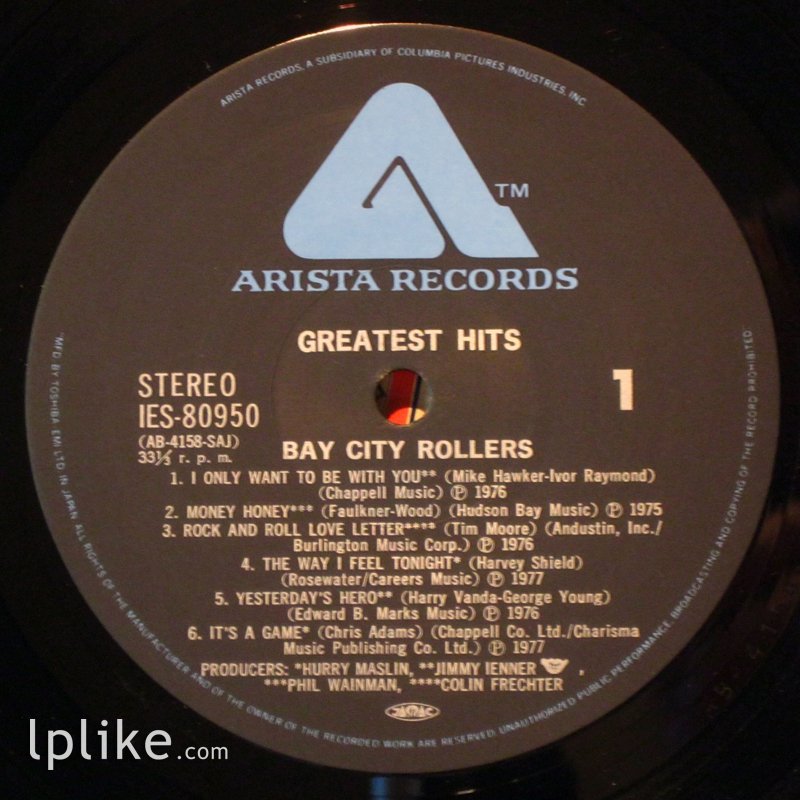 ARISTA RECORDS, A SUBSIDIARY OF COLUMBIA PICTURES INDUSTRIES, INC.
TM
ARISTA RECORDS
GREATEST HITS
STEREO
IES-80950
(AB-4158-SAJ)
33⅓ r. p. m.
1
BAY CITY ROLLERS
1. I ONLY WANT TO BE WITH YOU** (Mike Hawker-Ivor Raymond)
(Chappell Music) Ⓟ 1976
2. MONEY HONEY*** (Faulkner-Wood) (Hudson Bay Music) Ⓟ 1975
3. ROCK AND ROLL LOVE LETTER**** (Tim Moore) (Andustin, Inc./
Burlington Music Corp.) Ⓟ 1976
4. THE WAY I FEEL TONIGHT* (Harvey Shield)
(Rosewater/Careers Music) Ⓟ 1977
5. YESTERDAY'S HERO** (Harry Vanda-George Young)
(Edward B. Marks Music) Ⓟ 1976
6. IT'S A GAME* (Chris Adams) (Chappell Co. Ltd./Charisma
Music Publishing Co. Ltd.) Ⓟ 1977
PRODUCERS: *HURRY MASLIN, **JIMMY IENNER,
***PHIL WAINMAN, ****COLIN FRECHTER
"MFD. BY TOSHIBA EMI LTD. IN JAPAN. ALL RIGHTS OF THE MANUFACTURER AND OF THE OWNER OF THE RECORDED WORK ARE RESERVED. UNAUTHORIZED PUBLIC PERFORMANCE, BROADCASTING AND COPYING OF THE RECORD PROHIBITED"
lplike.com